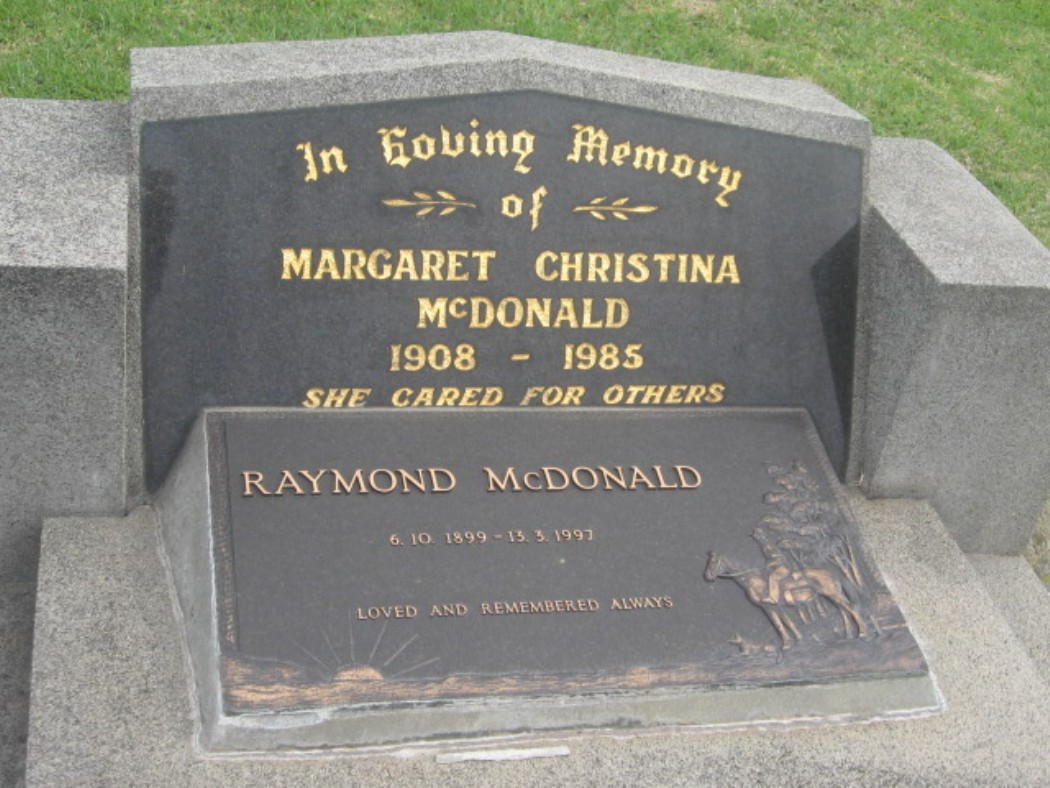 In Loving Memory
of
MARGARET CHRISTINA
McDONALD
1908 - 1985
SHE CARED FOR OTHERS
RAYMOND McDONALD
6. 10. 1899 - 13. 3. 1997
LOVED AND REMEMBERED ALWAYS